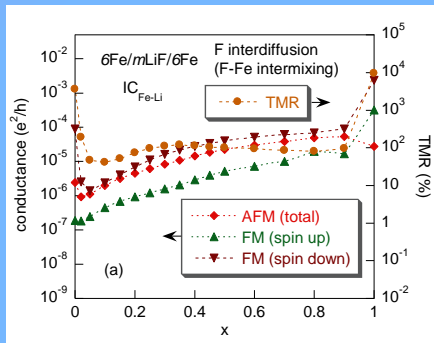 6Fe/mLiF/6Fe
IC_Fe-Li
F interdiffusion
(F-Fe intermixing)
TMR
AFM (total)
FM (spin up)
FM (spin down)
(a)
conductance (e²/h)
10⁻²
10⁻³
10⁻⁴
10⁻⁵
10⁻⁶
10⁻⁷
10⁻⁸
10⁻⁹
TMR (%)
10⁵
10⁴
10³
10²
10
1
10⁻¹
10⁻²
0 0.2 0.4 0.6 0.8 1
x